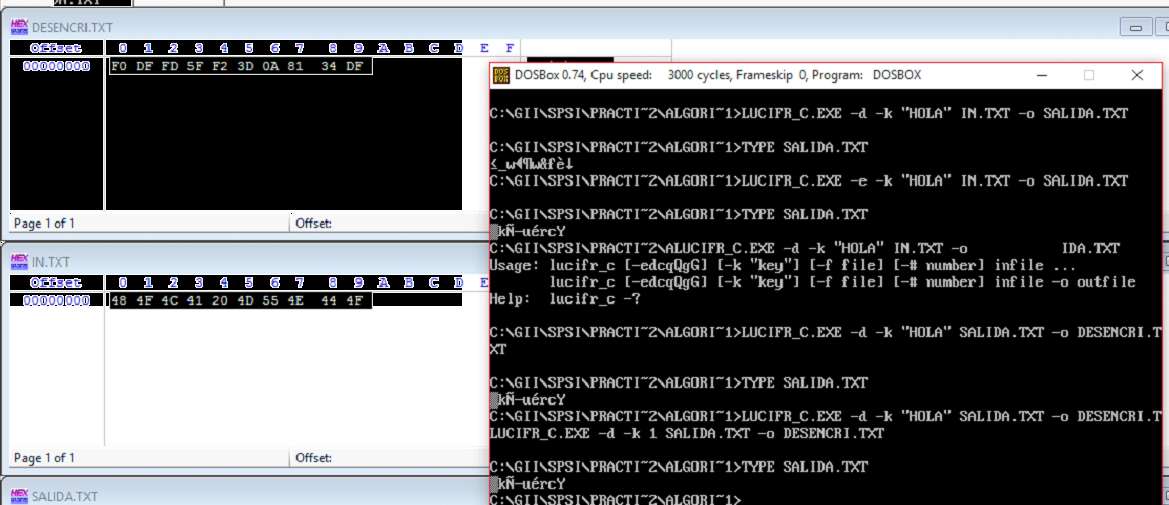 IN.TXT
DESENCRI.TXT
Offset 0 1 2 3 4 5 6 7 8 9 A B C D E F
00000000 F0 DF FD 5F F2 3D 0A 81 34 DF
Page 1 of 1 Offset:
IN.TXT
Offset 0 1 2 3 4 5 6 7 8 9 A B C D E
00000000 48 4F 4C 41 20 4D 55 4E 44 4F
Page 1 of 1 Offset:
SALIDA.TXT
DOSBox 0.74, Cpu speed: 3000 cycles, Frameskip 0, Program: DOSBOX
C:\GII\SPSI\PRACTI~2\ALGORI~1>LUCIFR_C.EXE -d -k "HOLA" IN.TXT -o SALIDA.TXT
C:\GII\SPSI\PRACTI~2\ALGORI~1>TYPE SALIDA.TXT
≤_w◄¶w&fè↓
C:\GII\SPSI\PRACTI~2\ALGORI~1>LUCIFR_C.EXE -e -k "HOLA" IN.TXT -o SALIDA.TXT
C:\GII\SPSI\PRACTI~2\ALGORI~1>TYPE SALIDA.TXT
▒kÑ-uércY
C:\GII\SPSI\PRACTI~2\ALUCIFR_C.EXE -d -k "HOLA" IN.TXT -o IDA.TXT
Usage: lucifr_c [-edcqQgG] [-k "key"] [-f file] [-# number] infile ...
lucifr_c [-edcqQgG] [-k "key"] [-f file] [-# number] infile -o outfile
Help: lucifr_c -?
C:\GII\SPSI\PRACTI~2\ALGORI~1>LUCIFR_C.EXE -d -k "HOLA" SALIDA.TXT -o DESENCRI.T
XT
C:\GII\SPSI\PRACTI~2\ALGORI~1>TYPE SALIDA.TXT
▒kÑ-uércY
C:\GII\SPSI\PRACTI~2\ALGORI~1>LUCIFR_C.EXE -d -k "HOLA" SALIDA.TXT -o DESENCRI.T
LUCIFR_C.EXE -d -k 1 SALIDA.TXT -o DESENCRI.TXT
C:\GII\SPSI\PRACTI~2\ALGORI~1>TYPE SALIDA.TXT
▒kÑ-uércY
C:\GII\SPSI\PRACTI~2\ALGORI~1>